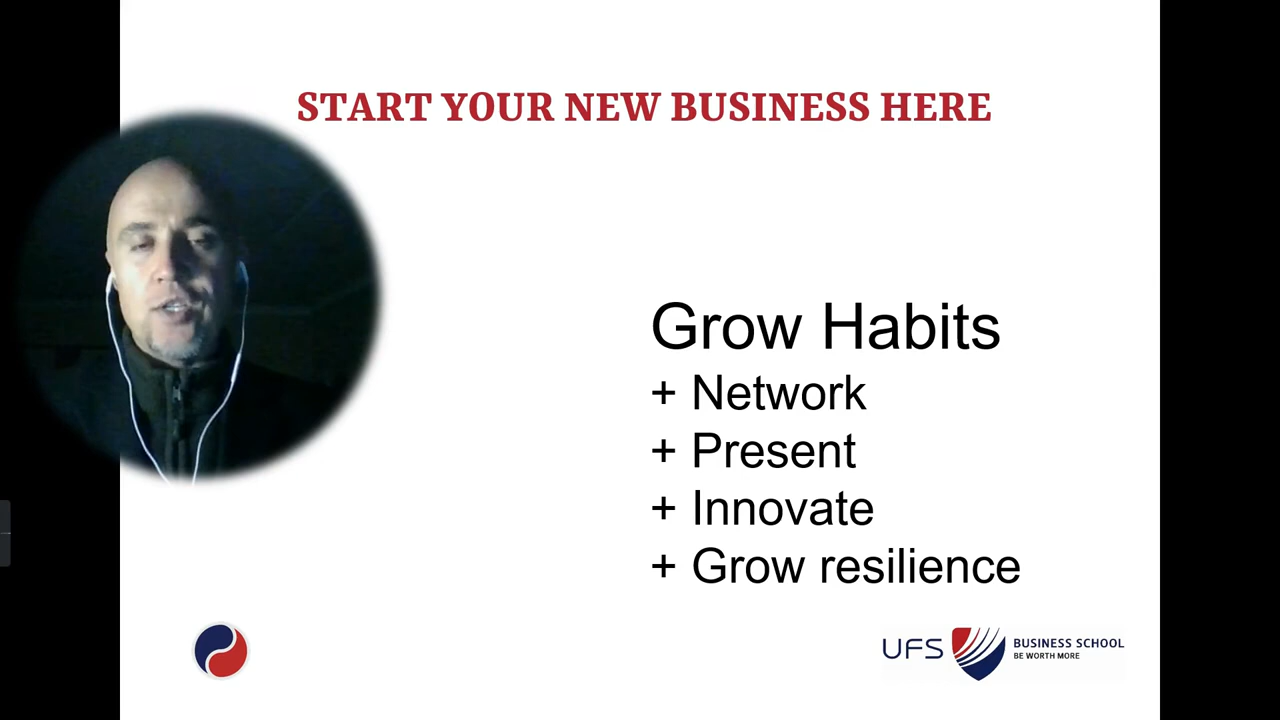 START YOUR NEW BUSINESS HERE
Grow Habits
+ Network
+ Present
+ Innovate
+ Grow resilience
UFS BUSINESS SCHOOL
BE WORTH MORE